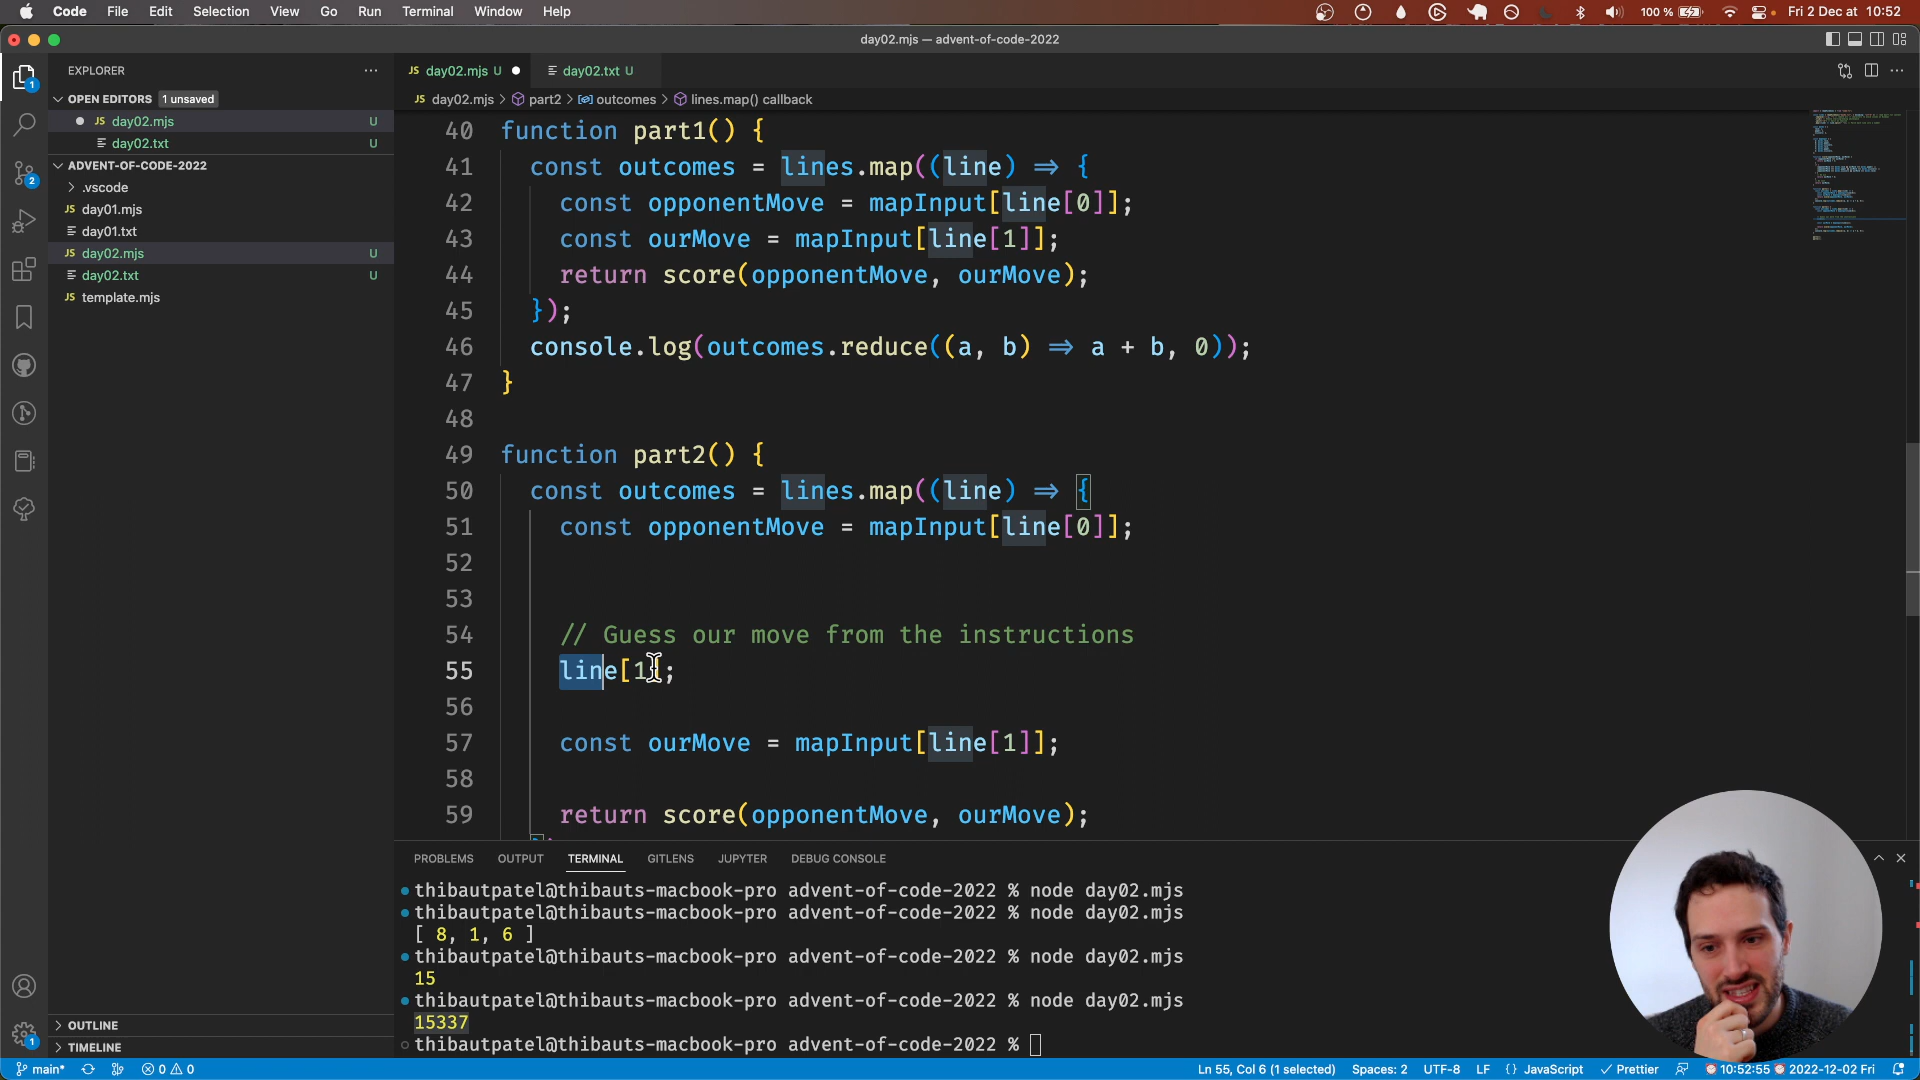 Code File Edit Selection View Go Run Terminal Window Help
100 % Fri 2 Dec at 10:52
day02.mjs — advent-of-code-2022
EXPLORER
OPEN EDITORS 1 unsaved
JS day02.mjs U
day02.txt U
ADVENT-OF-CODE-2022
.vscode
JS day01.mjs
day01.txt
JS day02.mjs U
day02.txt U
JS template.mjs
OUTLINE
TIMELINE
JS day02.mjs U
day02.txt U
JS day02.mjs > part2 > outcomes > lines.map() callback
40 function part1() {
41 const outcomes = lines.map((line) => {
42 const opponentMove = mapInput[line[0]];
43 const ourMove = mapInput[line[1]];
44 return score(opponentMove, ourMove);
45 });
46 console.log(outcomes.reduce((a, b) => a + b, 0));
47 }
48
49 function part2() {
50 const outcomes = lines.map((line) => {
51 const opponentMove = mapInput[line[0]];
52
53
54 // Guess our move from the instructions
55 line[1];
56
57 const ourMove = mapInput[line[1]];
58
59 return score(opponentMove, ourMove);
PROBLEMS OUTPUT TERMINAL GITLENS JUPYTER DEBUG CONSOLE
thibautpatel@thibauts-macbook-pro advent-of-code-2022 % node day02.mjs
thibautpatel@thibauts-macbook-pro advent-of-code-2022 % node day02.mjs
[ 8, 1, 6 ]
thibautpatel@thibauts-macbook-pro advent-of-code-2022 % node day02.mjs
15
thibautpatel@thibauts-macbook-pro advent-of-code-2022 % node day02.mjs
15337
thibautpatel@thibauts-macbook-pro advent-of-code-2022 %
main* 0 0 Ln 55, Col 6 (1 selected) Spaces: 2 UTF-8 LF {} JavaScript Prettier 10:52:55 2022-12-02 Fri